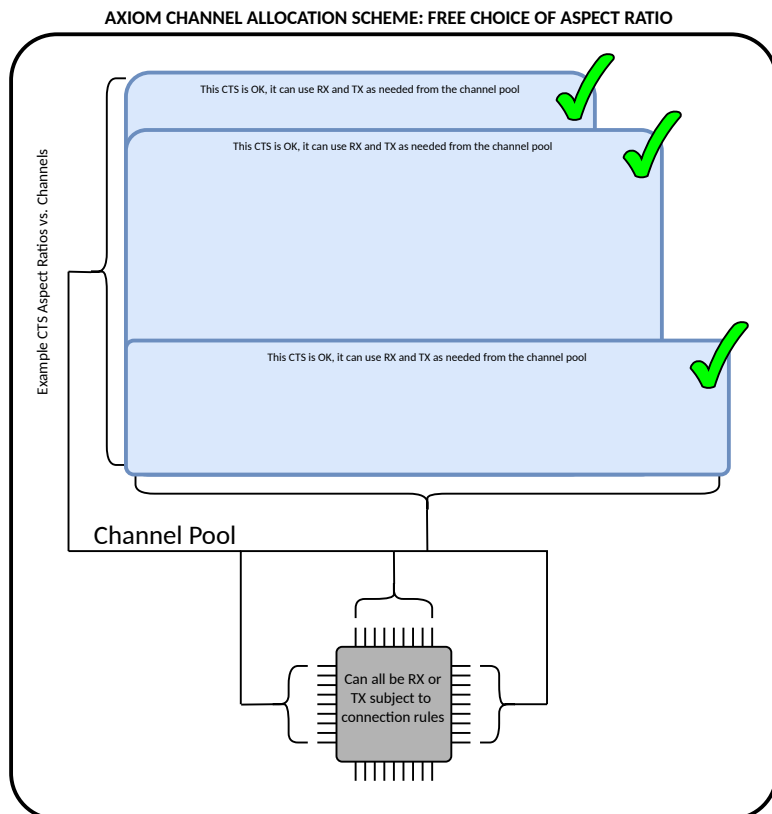 AXIOM CHANNEL ALLOCATION SCHEME: FREE CHOICE OF ASPECT RATIO
This CTS is OK, it can use RX and TX as needed from the channel pool
This CTS is OK, it can use RX and TX as needed from the channel pool
Example CTS Aspect Ratios vs. Channels
This CTS is OK, it can use RX and TX as needed from the channel pool
Channel Pool
Can all be RX or
TX subject to
connection rules